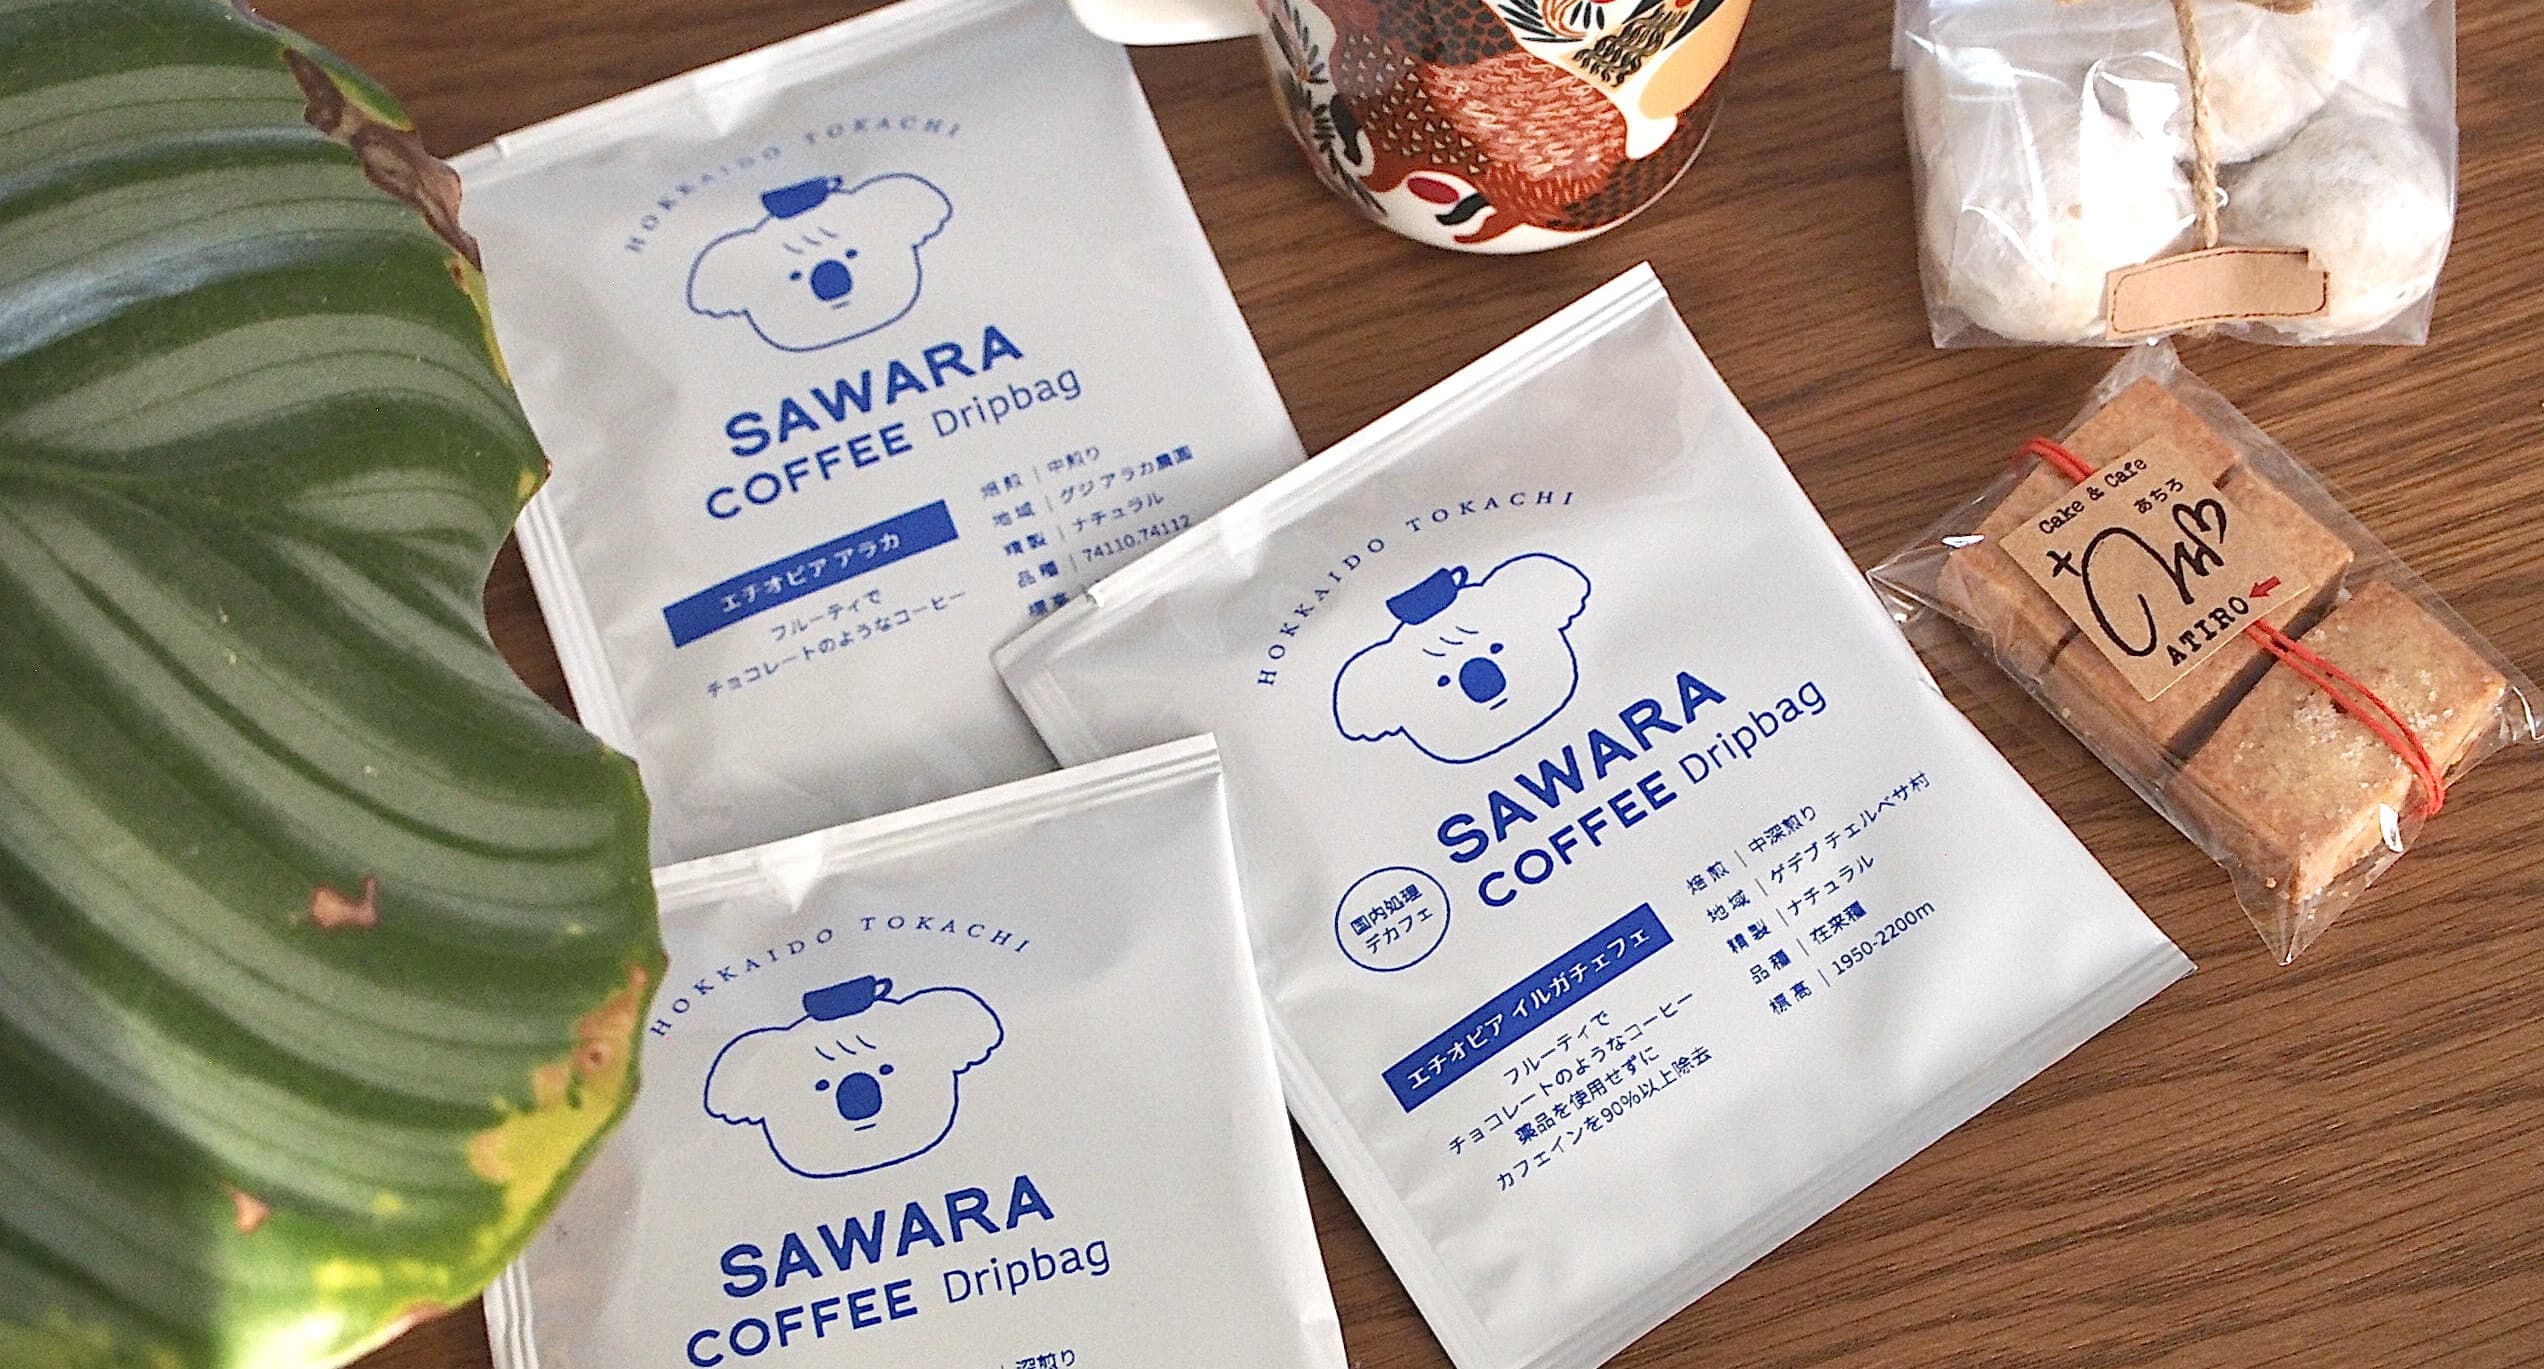 HOKKAIDO TOKACHI
SAWARA
COFFEE Dripbag
エチオピア アラカ
フルーティで
チョコレートのようなコーヒー
焙煎｜中煎り
地域｜グジ アラカ農園
精製｜ナチュラル
品種｜74110,74112
標高｜
HOKKAIDO TOKACHI
SAWARA
COFFEE Dripbag
国内処理
デカフェ
エチオピア イルガチェフェ
フルーティで
チョコレートのようなコーヒー
薬品を使用せずに
カフェインを90%以上除去
焙煎｜中深煎り
地域｜ゲデブ チェルベサ村
精製｜ナチュラル
品種｜在来種
標高｜1950-2200m
HOKKAIDO TOKACHI
SAWARA
COFFEE Dripbag
｜深煎り
Cake & Cafe
あちろ
ATIRO